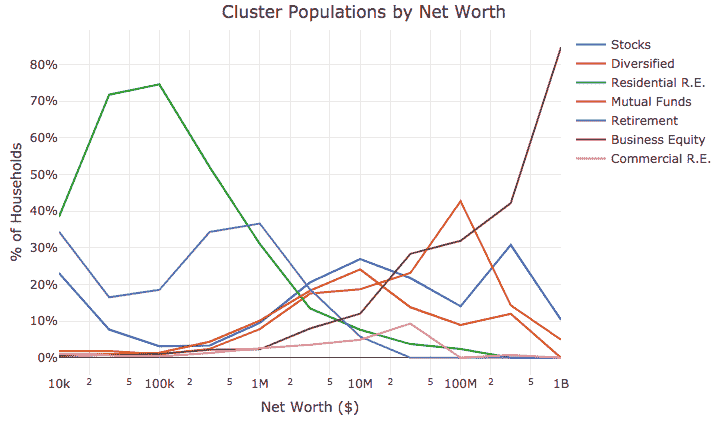 Cluster Populations by Net Worth
Stocks
Diversified
Residential R.E.
Mutual Funds
Retirement
Business Equity
Commercial R.E.
% of Households
80%
70%
60%
50%
40%
30%
20%
10%
0%
10k 2 5 100k 2 5 1M 2 5 10M 2 5 100M 2 5 1B
Net Worth ($)